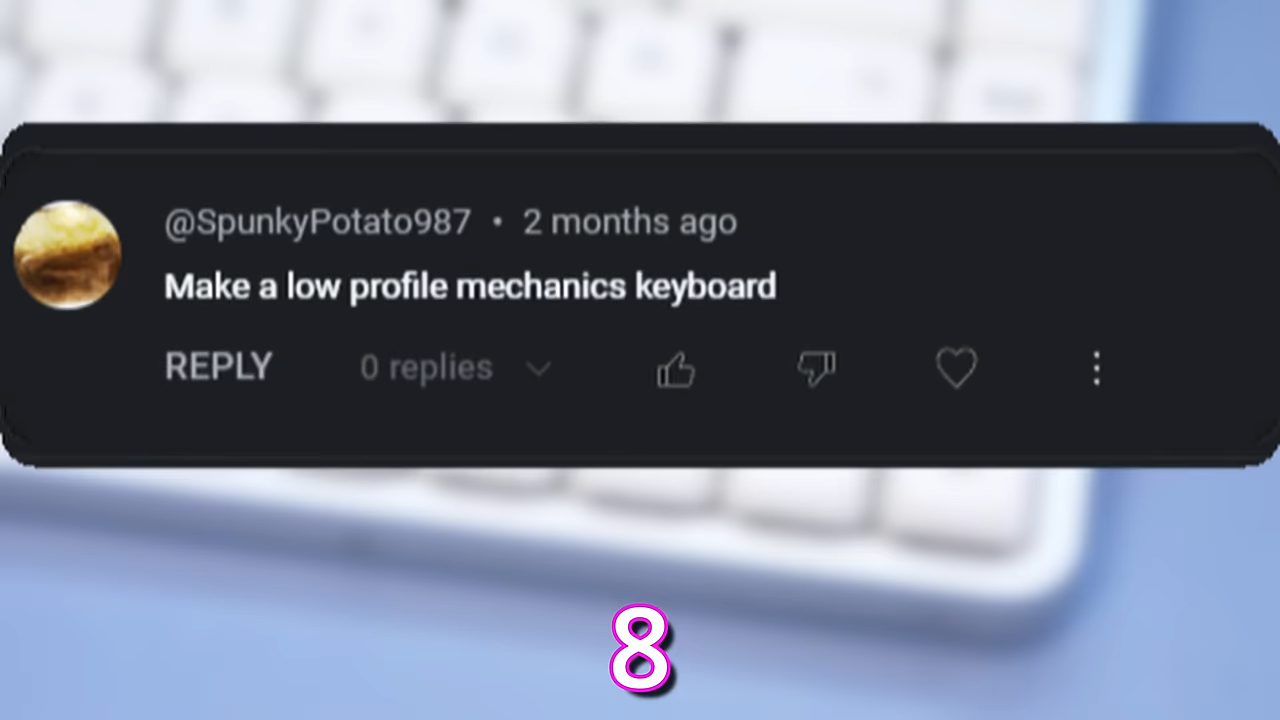 @SpunkyPotato987 • 2 months ago
Make a low profile mechanics keyboard
REPLY 0 replies
8